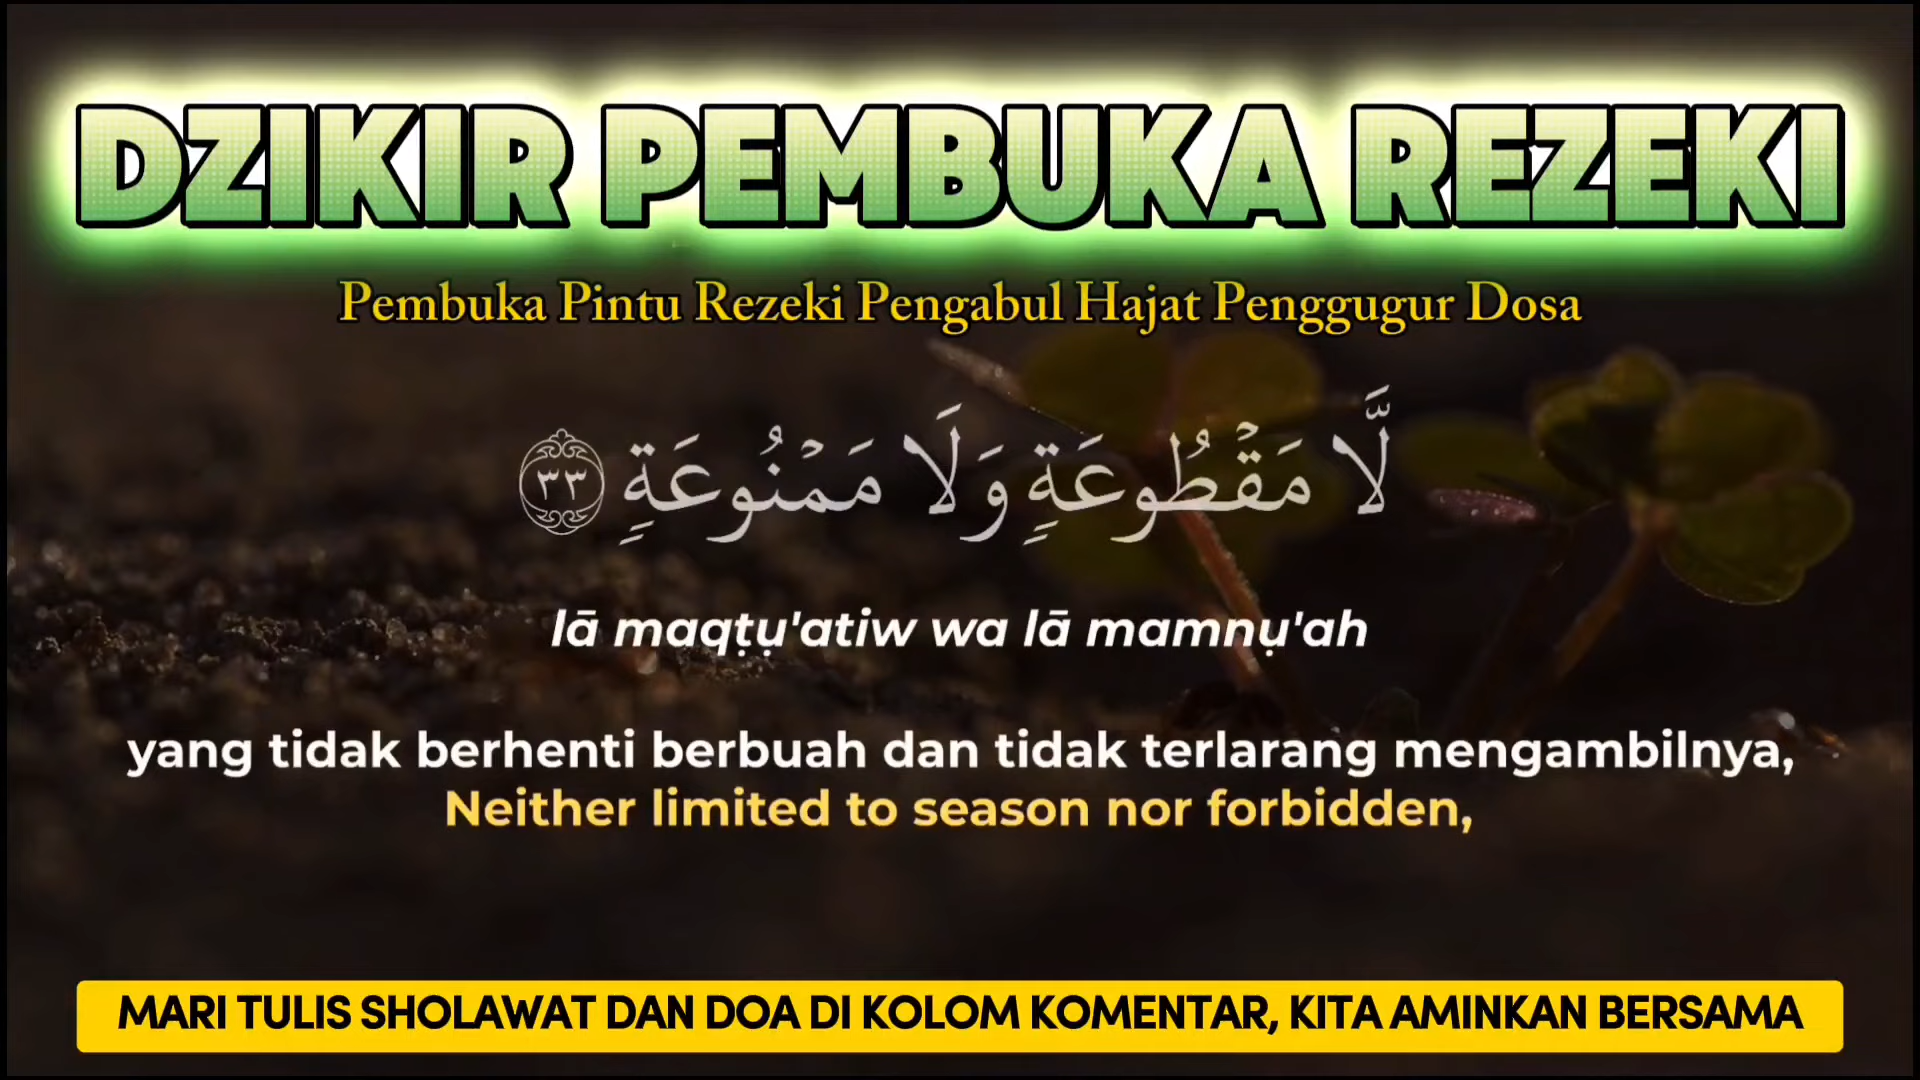 DZIKIR PEMBUKA REZEKI
Pembuka Pintu Rezeki Pengabul Hajat Penggugur Dosa
لَّا مَقْطُوعَةٍ وَلَا مَمْنُوعَةٍ ٣٣
lā maqṭụ'atiw wa lā mamnụ'ah
yang tidak berhenti berbuah dan tidak terlarang mengambilnya,
Neither limited to season nor forbidden,
MARI TULIS SHOLAWAT DAN DOA DI KOLOM KOMENTAR, KITA AMINKAN BERSAMA